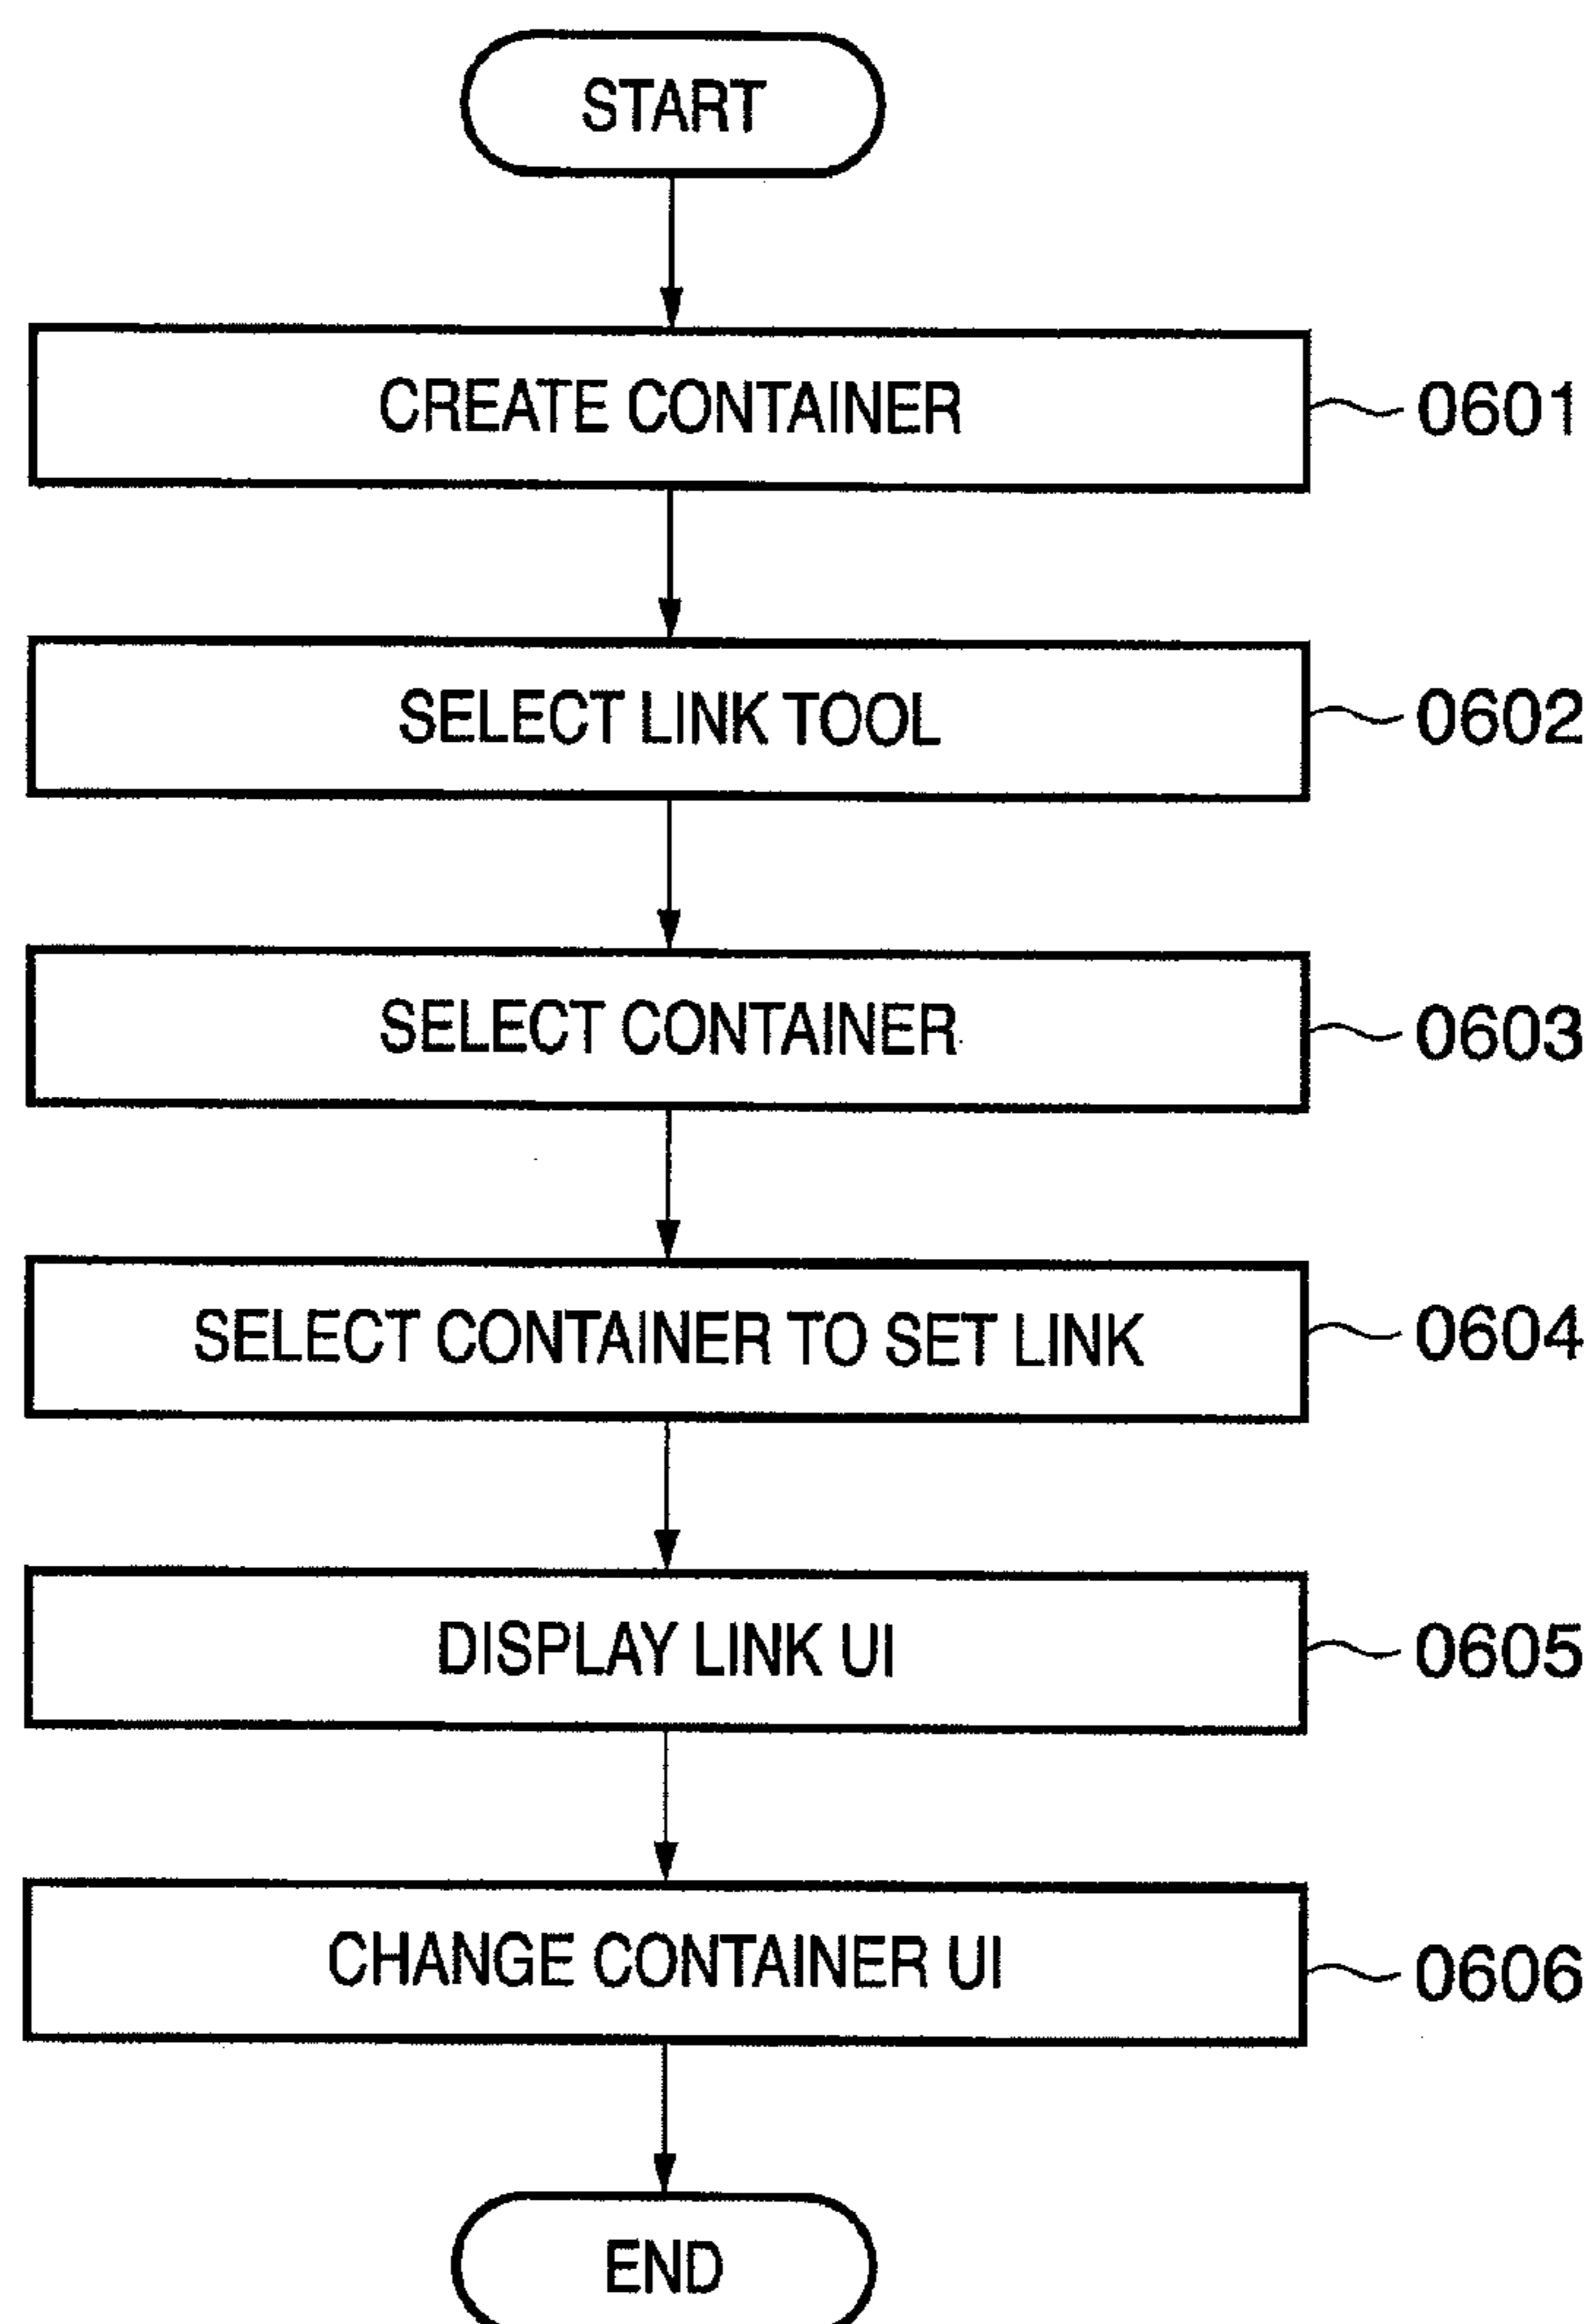 START
CREATE CONTAINER
0601
SELECT LINK TOOL
0602
SELECT CONTAINER
0603
SELECT CONTAINER TO SET LINK
0604
DISPLAY LINK UI
0605
CHANGE CONTAINER UI
0606
END